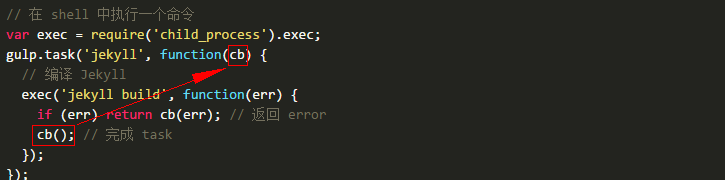 // 在 shell 中执行一个命令
var exec = require('child_process').exec;
gulp.task('jekyll', function(cb) {
// 编译 Jekyll
exec('jekyll build', function(err) {
if (err) return cb(err); // 返回 error
cb(); // 完成 task
});
});